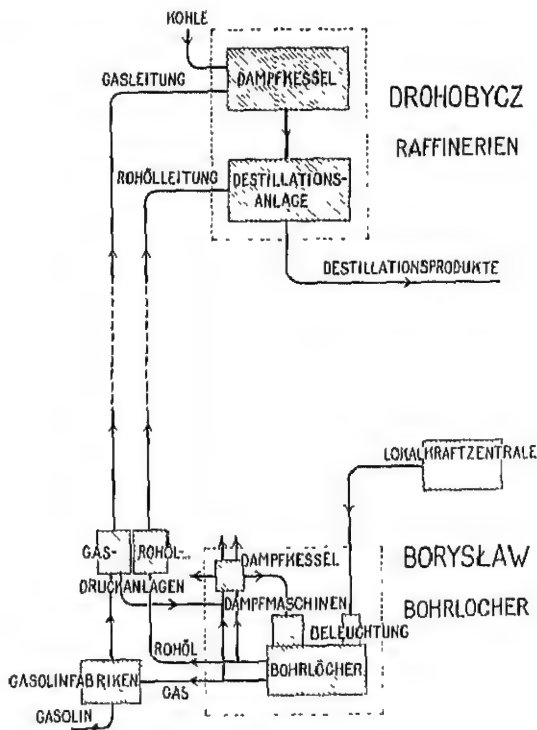 KOHLE
DAMPFKESSEL
GASLEITUNG
DROHOBYCZ
RAFFINERIEN
ROHÖLLEITUNG
DESTILLATIONS-
ANLAGE
DESTILLATIONSPRODUKTE
LOKALKRAFTZENTRALE
GAS-
ROHÖL-...
DAMPFKESSEL
BORYSŁAW
DRUCKANLAGEN
DAMPFMASCHINEN
BOHRLOCHER
BELEUCHTUNG
ROHÖL
BOHRLÖCHER
GASOLINFABRIKEN
GAS
GASOLIN